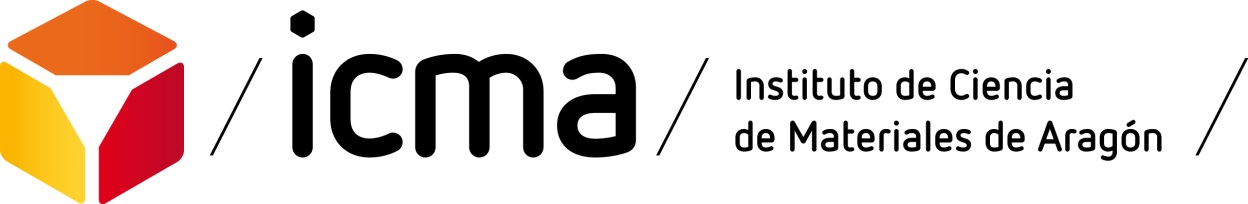 / icma / Instituto de Ciencia
de Materiales de Aragón /